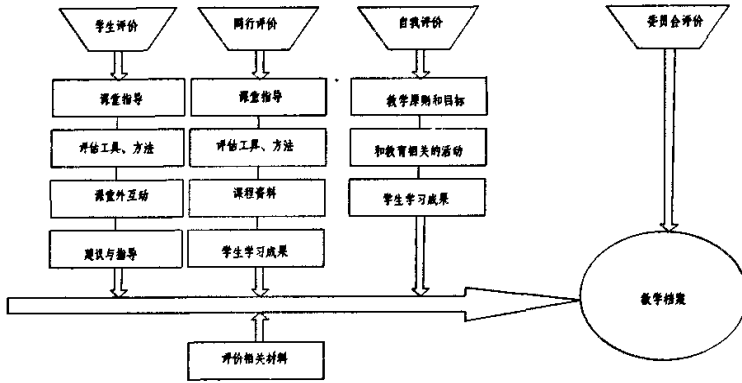 学生评价
同行评价
自我评价
委员会评价
课堂指导
课堂指导
教学原则和目标
评估工具、方法
评估工具、方法
和教育相关的活动
课堂外互动
课程资料
学生学习成果
建议与指导
学生学习成果
教学档案
评价相关材料